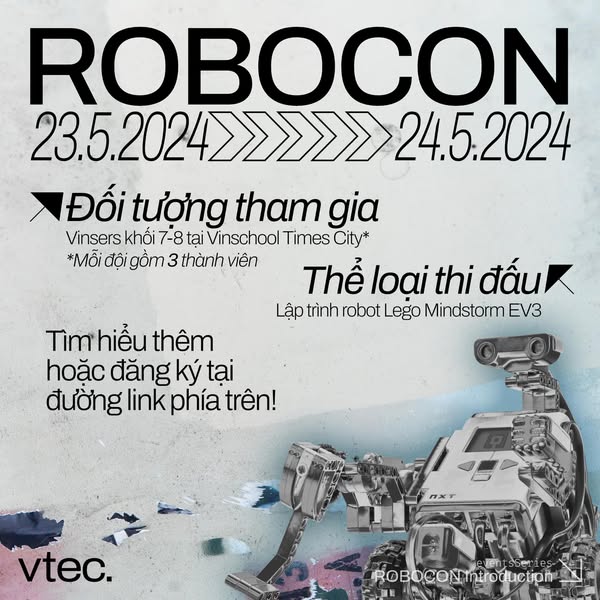 ROBOCON
23.5.2024 24.5.2024
Đối tượng tham gia
Vinsers khối 7-8 tại Vinschool Times City*
*Mỗi đội gồm 3 thành viên
Thể loại thi đấu
Lập trình robot Lego Mindstorm EV3
Tìm hiểu thêm
hoặc đăng ký tại
đường link phía trên!
nxt
vtec.
eventsSeries
ROBOCON Introduction